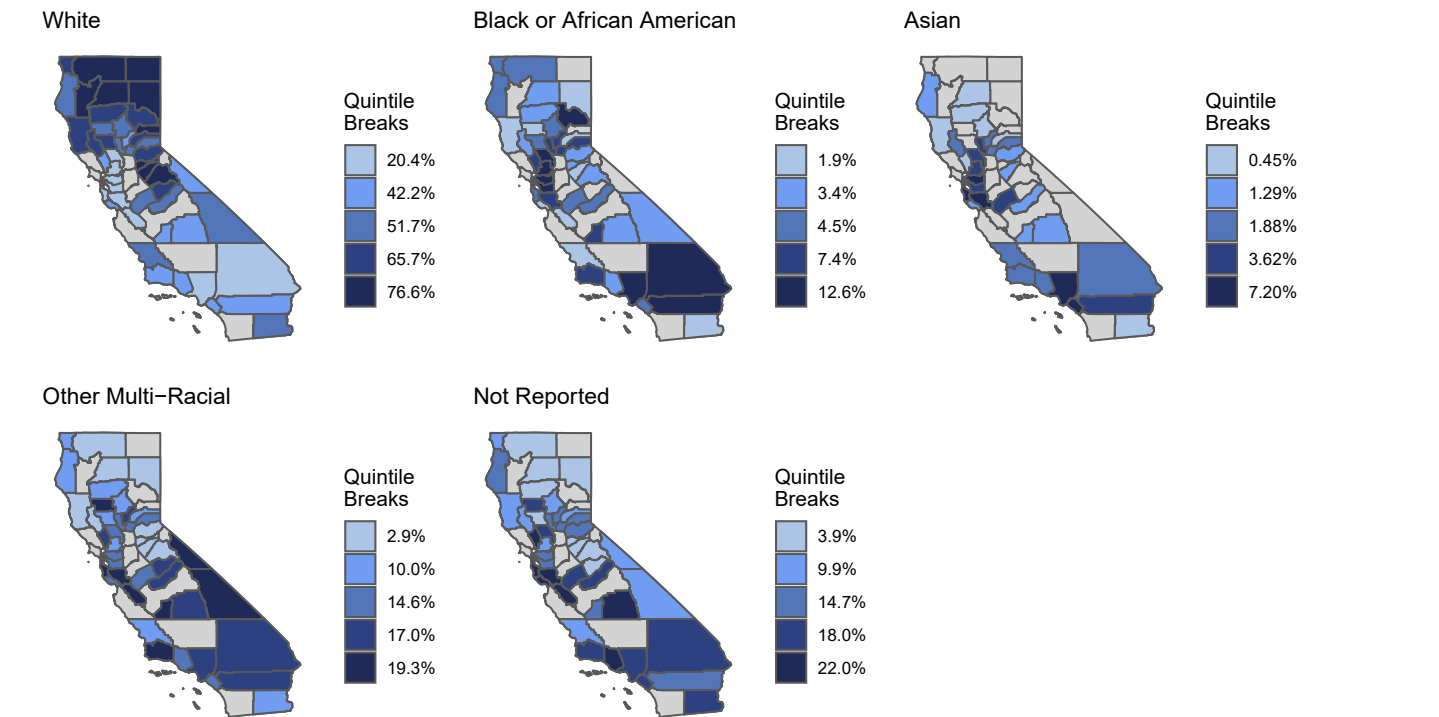 White
Quintile
Breaks
20.4%
42.2%
51.7%
65.7%
76.6%
Black or African American
Quintile
Breaks
1.9%
3.4%
4.5%
7.4%
12.6%
Asian
Quintile
Breaks
0.45%
1.29%
1.88%
3.62%
7.20%
Other Multi−Racial
Quintile
Breaks
2.9%
10.0%
14.6%
17.0%
19.3%
Not Reported
Quintile
Breaks
3.9%
9.9%
14.7%
18.0%
22.0%